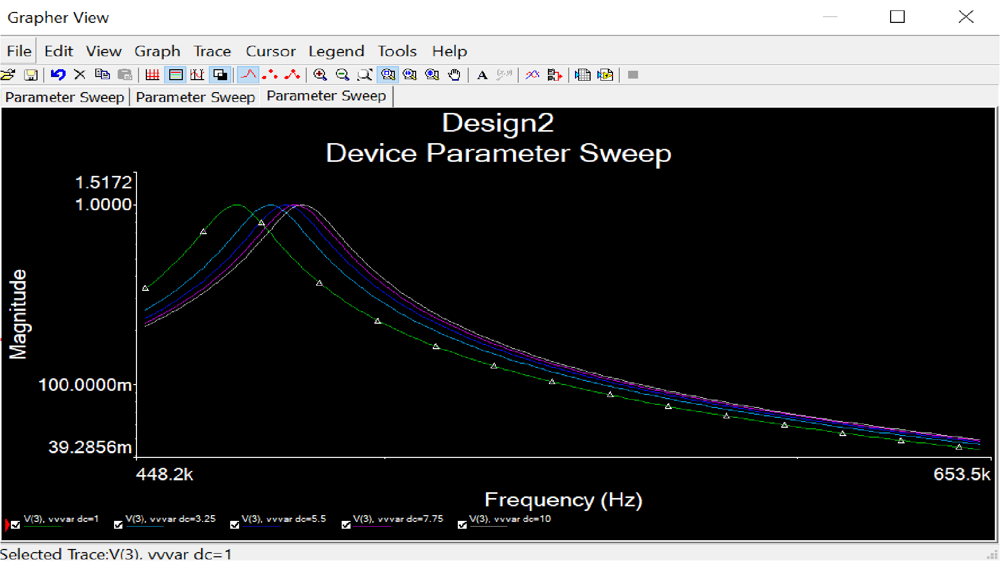 Grapher View
File Edit View Graph Trace Cursor Legend Tools Help
A
Parameter Sweep Parameter Sweep Parameter Sweep
Design2
Device Parameter Sweep
1.5172
1.0000
Magnitude
100.0000m
39.2856m
448.2k 653.5k
Frequency (Hz)
V(3), vvvar dc=1 V(3), vvvar dc=3.25 V(3), vvvar dc=5.5 V(3), vvvar dc=7.75 V(3), vvvar dc=10
Selected Trace:V(3), vvvar dc=1